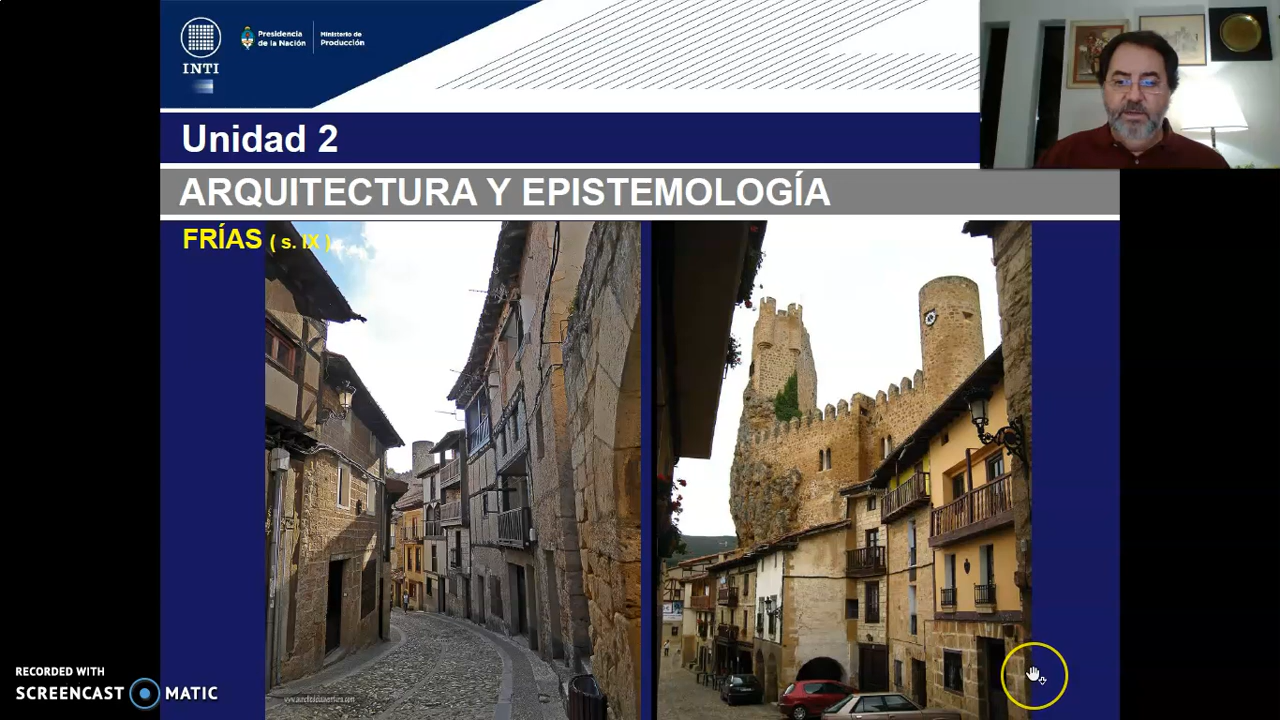 INTI
Presidencia
de la Nación
Ministerio de
Producción
Unidad 2
ARQUITECTURA Y EPISTEMOLOGÍA
FRÍAS ( s. IX )
RECORDED WITH
SCREENCAST MATIC